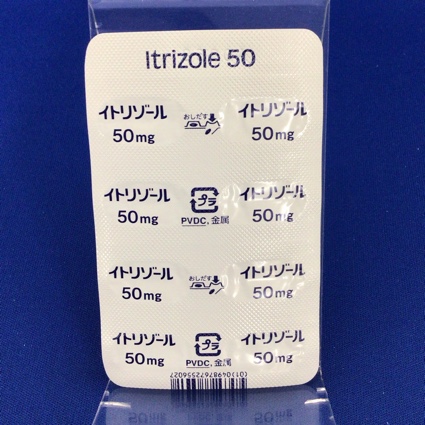 Itrizole 50
イトリゾール おしだす イトリゾール
50mg 50mg
イトリゾール プラ イトリゾール
50mg PVDC, 金属 50mg
イトリゾール おしだす イトリゾール
50mg 50mg
イトリゾール プラ イトリゾール
50mg PVDC, 金属 50mg
(01)04987672556027